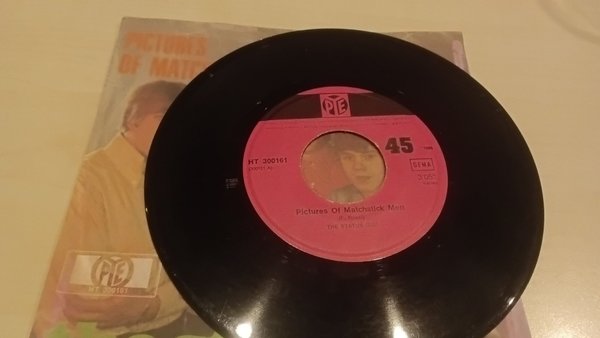 PICTURES
OF MATC
PYE
HT 300161
45
GEMA
Pictures Of Matchstick Men
THE STATUS QUO
PYE
HT 300161